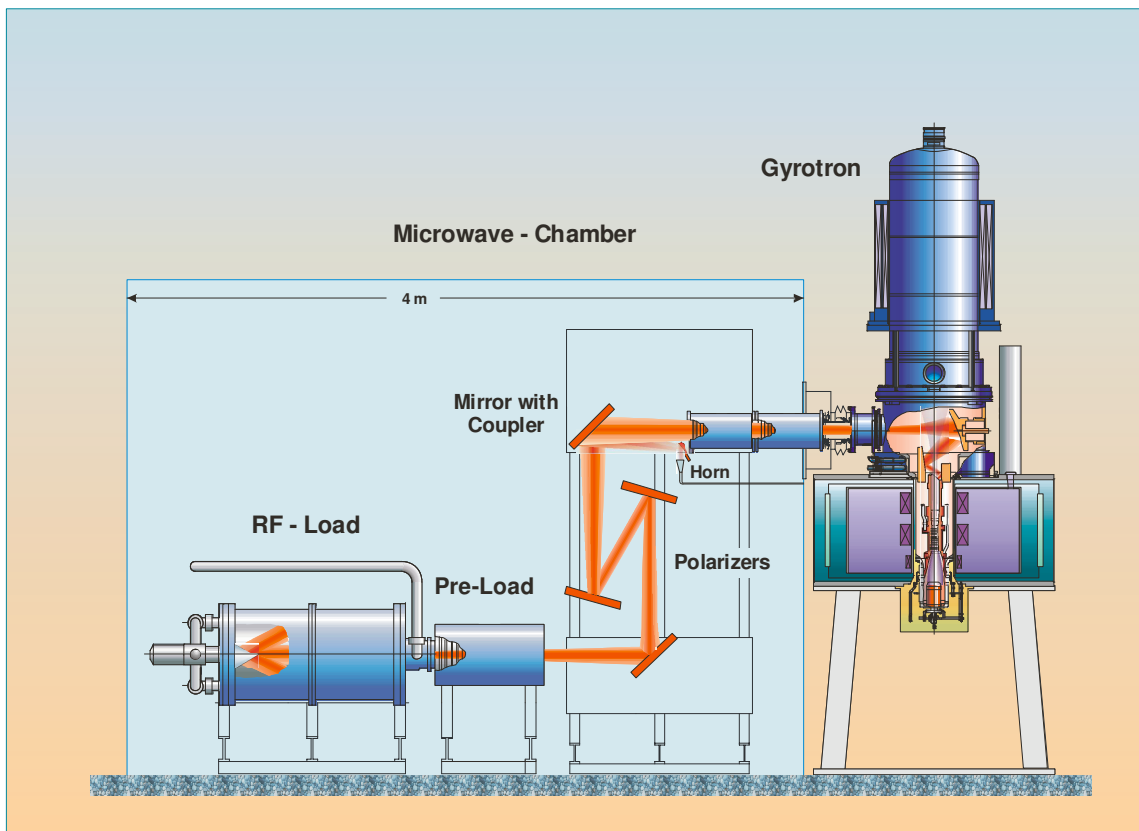 Gyrotron
Microwave - Chamber
4 m
Mirror with
Coupler
Horn
RF - Load
Polarizers
Pre-Load